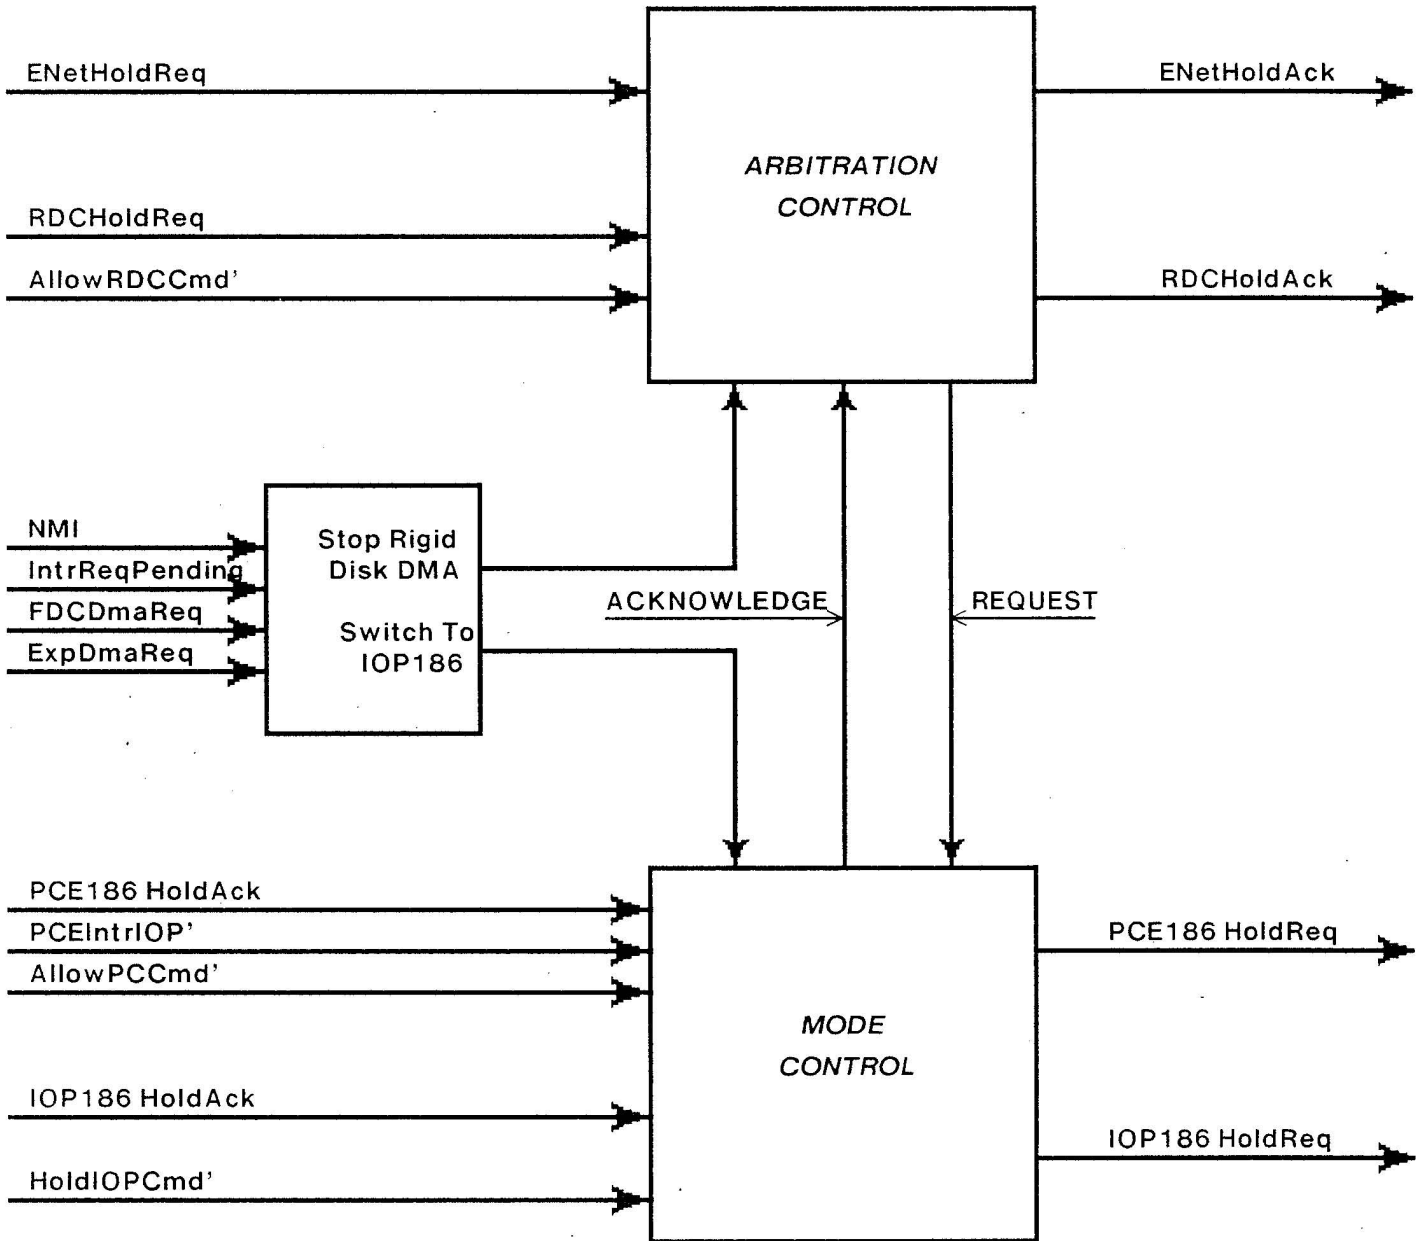 ENetHoldReq
ENetHoldAck
ARBITRATION
CONTROL
RDCHoldReq
AllowRDCCmd'
RDCHoldAck
NMI
IntrReqPending
FDCDmaReq
ExpDmaReq
Stop Rigid
Disk DMA
Switch To
IOP186
ACKNOWLEDGE
REQUEST
PCE186 HoldAck
PCEIntrIOP'
AllowPCCmd'
PCE186 HoldReq
MODE
CONTROL
IOP186 HoldAck
HoldIOPCmd'
IOP186 HoldReq